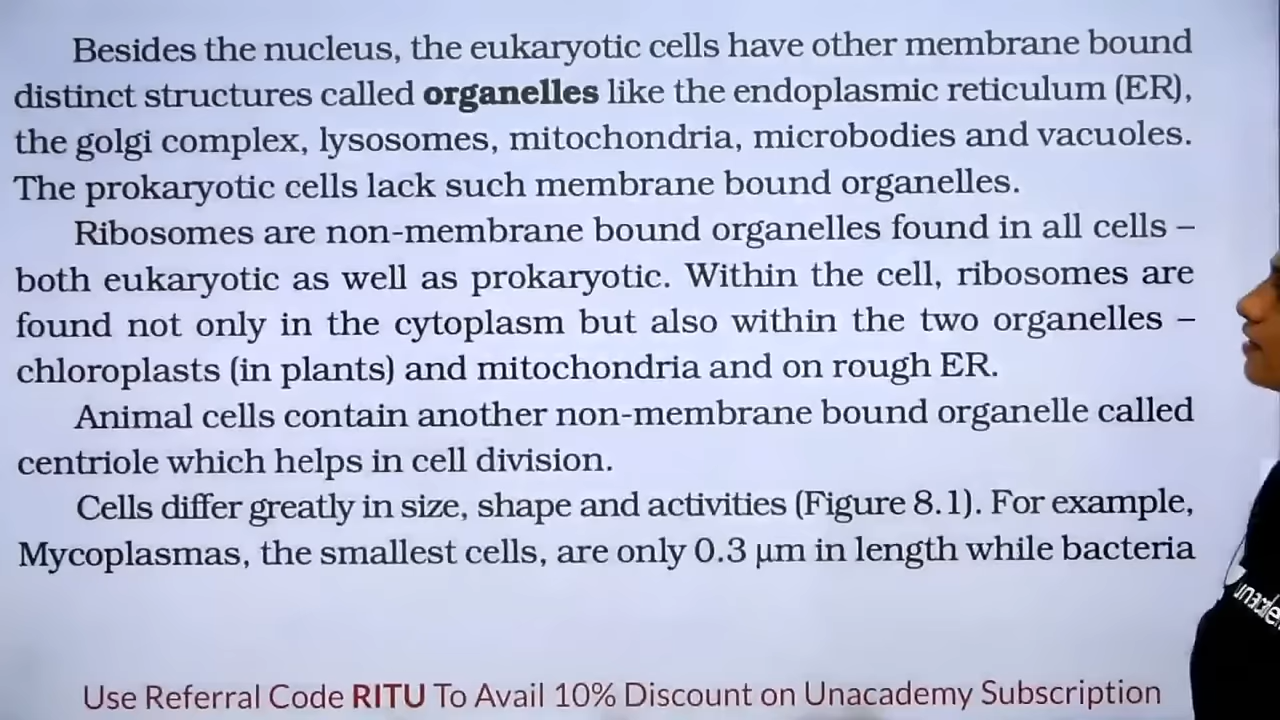 Besides the nucleus, the eukaryotic cells have other membrane bound
distinct structures called organelles like the endoplasmic reticulum (ER),
the golgi complex, lysosomes, mitochondria, microbodies and vacuoles.
The prokaryotic cells lack such membrane bound organelles.
Ribosomes are non-membrane bound organelles found in all cells –
both eukaryotic as well as prokaryotic. Within the cell, ribosomes are
found not only in the cytoplasm but also within the two organelles –
chloroplasts (in plants) and mitochondria and on rough ER.
Animal cells contain another non-membrane bound organelle called
centriole which helps in cell division.
Cells differ greatly in size, shape and activities (Figure 8.1). For example,
Mycoplasmas, the smallest cells, are only 0.3 µm in length while bacteria
Use Referral Code RITU To Avail 10% Discount on Unacademy Subscription